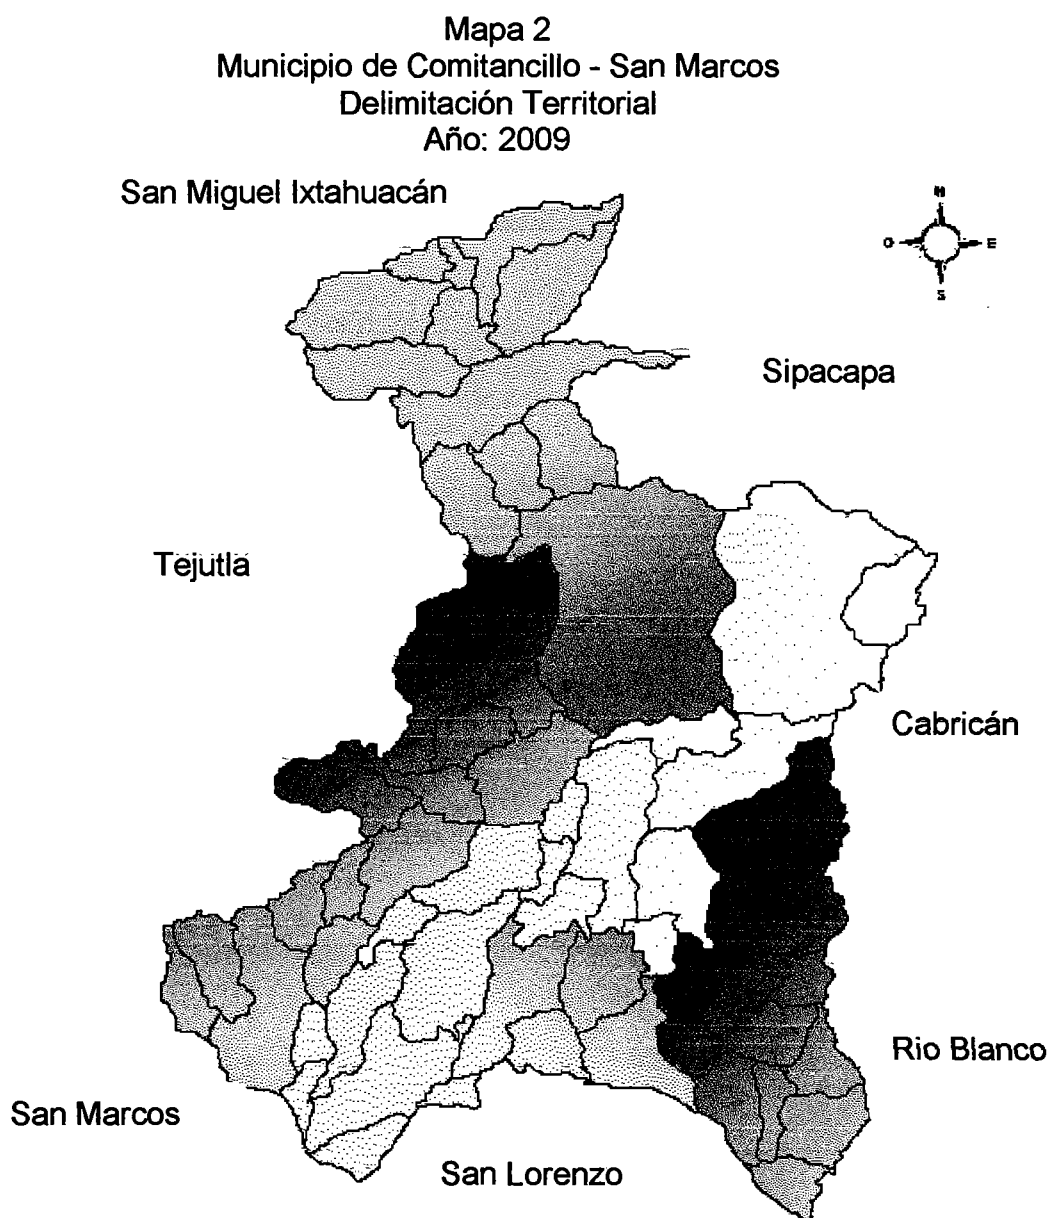 Mapa 2
Municipio de Comitancillo - San Marcos
Delimitación Territorial
Año: 2009
San Miguel Ixtahuacán
N
O E
S
Sipacapa
Tejutla
Cabricán
Rio Blanco
San Marcos
San Lorenzo